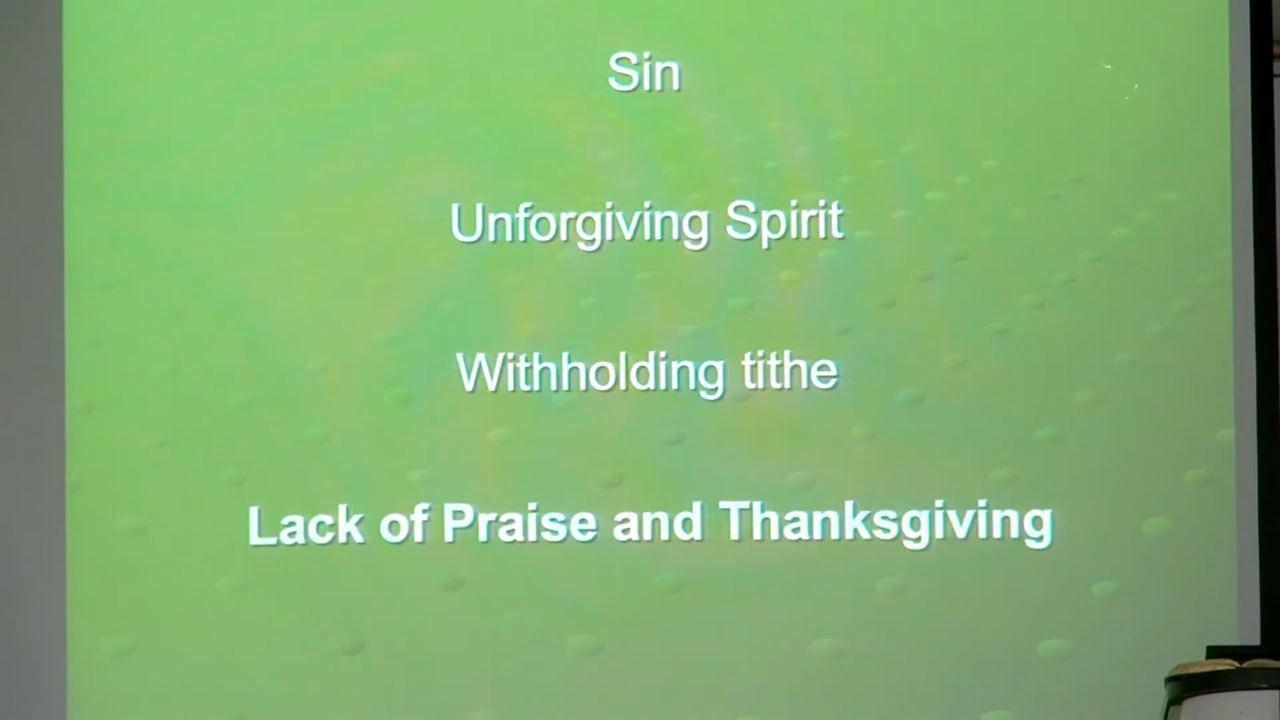 Sin
Unforgiving Spirit
Withholding tithe
Lack of Praise and Thanksgiving